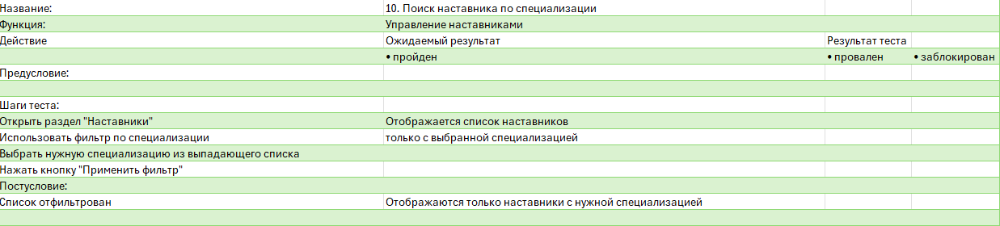 Название: 10. Поиск наставника по специализации
Функция: Управление наставниками
Действие Ожидаемый результат Результат теста
• пройден • провален • заблокирован
Предусловие:
Шаги теста:
Открыть раздел "Наставники" Отображается список наставников
Использовать фильтр по специализации только с выбранной специализацией
Выбрать нужную специализацию из выпадающего списка
Нажать кнопку "Применить фильтр"
Постусловие:
Список отфильтрован Отображаются только наставники с нужной специализацией